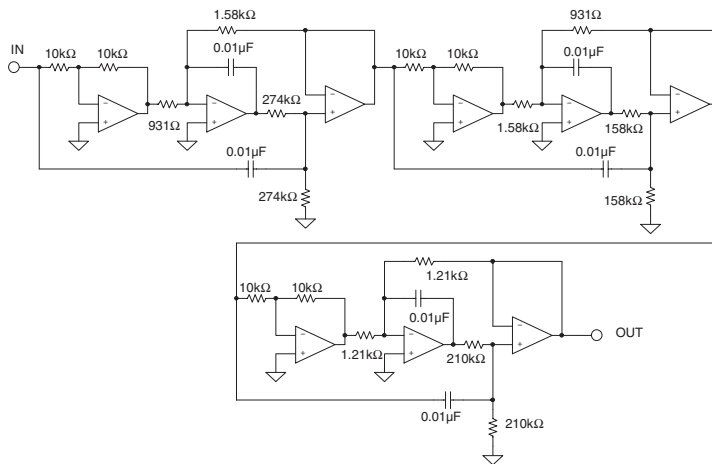 1.58kΩ
931Ω
IN
10kΩ
10kΩ
0.01µF
10kΩ
10kΩ
0.01µF
274kΩ
931Ω
1.58kΩ
158kΩ
0.01µF
0.01µF
274kΩ
158kΩ
1.21kΩ
10kΩ
10kΩ
0.01µF
OUT
1.21kΩ
210kΩ
0.01µF
210kΩ
−
+
−
+
−
+
−
+
−
+
−
+
−
+
−
+
−
+